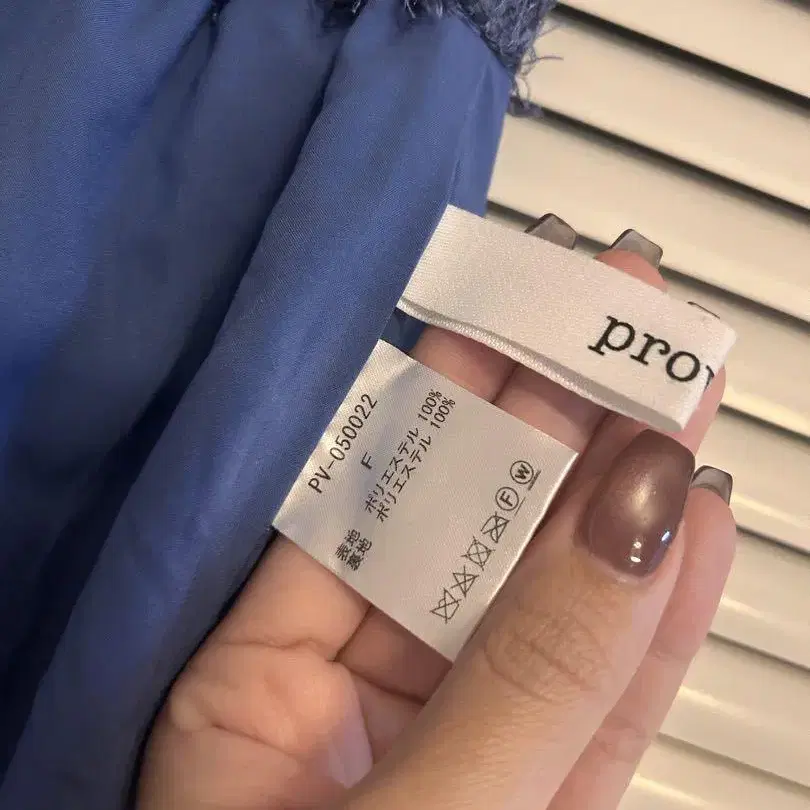 pro
PV-050022
F
表地 ポリエステル 100%
裏地 ポリエステル 100%
F W